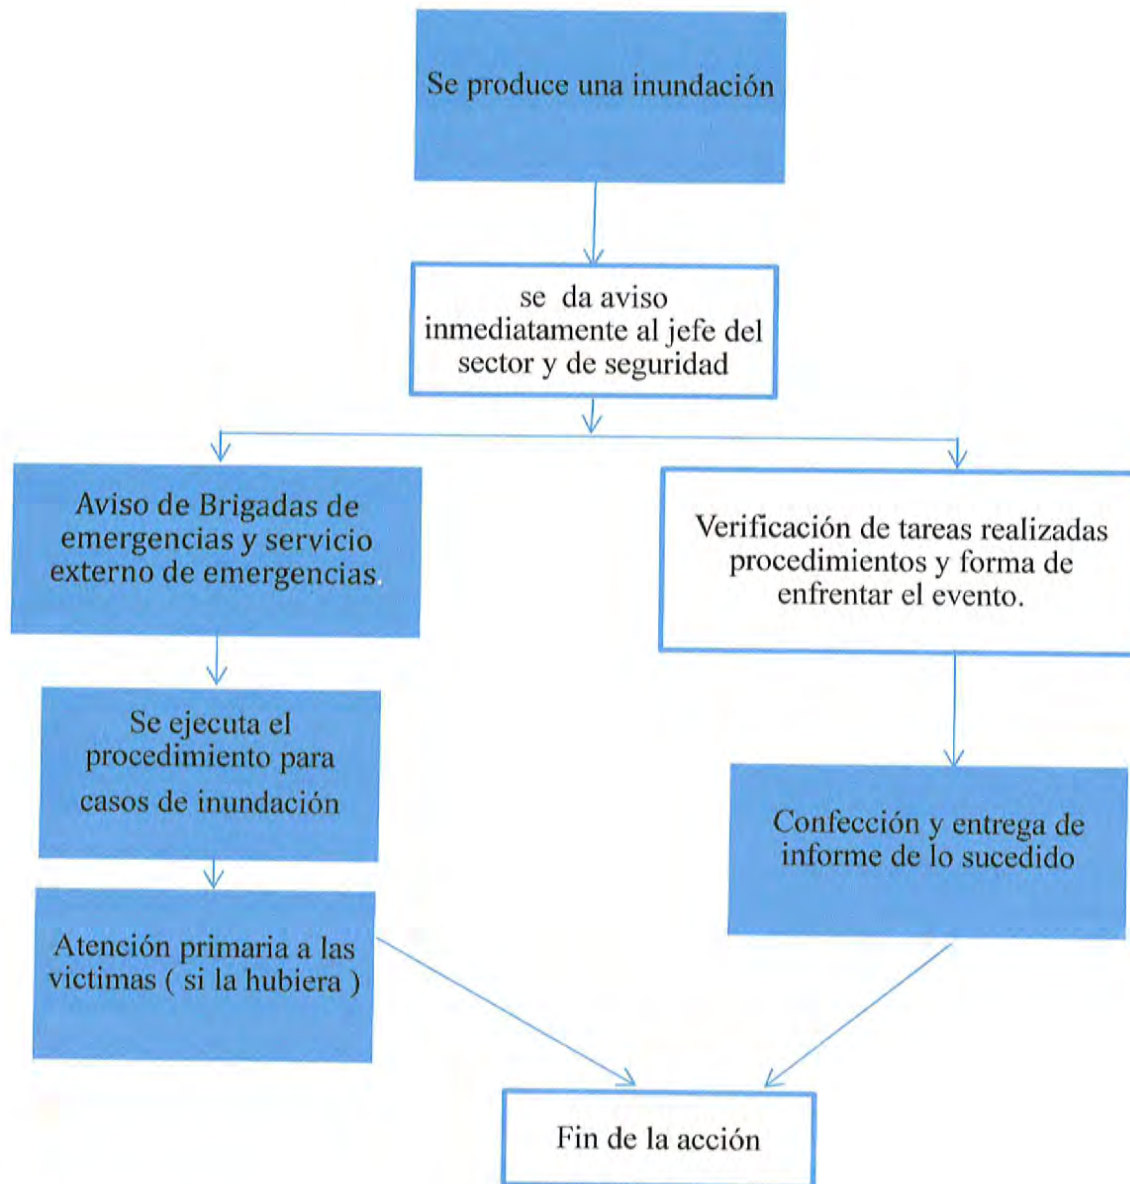 Se produce una inundación
se da aviso
inmediatamente al jefe del
sector y de seguridad
Aviso de Brigadas de
emergencias y servicio
externo de emergencias.
Se ejecuta el
procedimiento para
casos de inundación
Atención primaria a las
victimas ( si la hubiera )
Verificación de tareas realizadas
procedimientos y forma de
enfrentar el evento.
Confección y entrega de
informe de lo sucedido
Fin de la acción